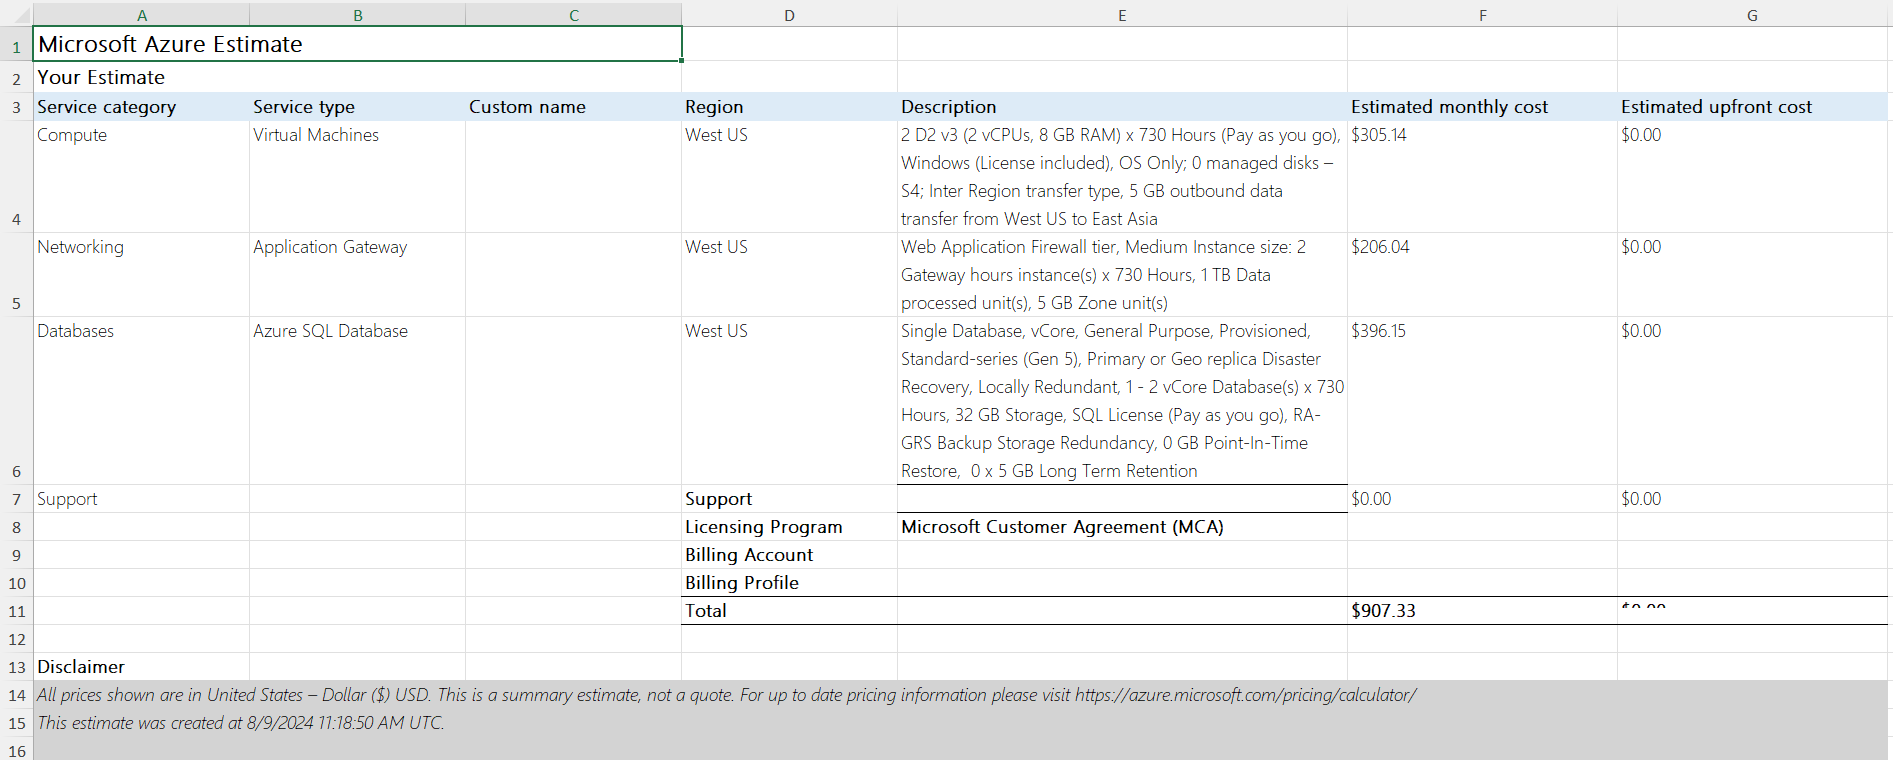 A B C D E F G
1 Microsoft Azure Estimate
2 Your Estimate
3 Service category Service type Custom name Region Description Estimated monthly cost Estimated upfront cost
Compute Virtual Machines West US 2 D2 v3 (2 vCPUs, 8 GB RAM) x 730 Hours (Pay as you go), $305.14 $0.00
Windows (License included), OS Only; 0 managed disks –
S4; Inter Region transfer type, 5 GB outbound data
4 transfer from West US to East Asia
Networking Application Gateway West US Web Application Firewall tier, Medium Instance size: 2 $206.04 $0.00
Gateway hours instance(s) x 730 Hours, 1 TB Data
5 processed unit(s), 5 GB Zone unit(s)
Databases Azure SQL Database West US Single Database, vCore, General Purpose, Provisioned, $396.15 $0.00
Standard-series (Gen 5), Primary or Geo replica Disaster
Recovery, Locally Redundant, 1 - 2 vCore Database(s) x 730
Hours, 32 GB Storage, SQL License (Pay as you go), RA-
GRS Backup Storage Redundancy, 0 GB Point-In-Time
6 Restore,  0 x 5 GB Long Term Retention
7 Support Support $0.00 $0.00
8 Licensing Program Microsoft Customer Agreement (MCA)
9 Billing Account
10 Billing Profile
11 Total $907.33
12
13 Disclaimer
14 All prices shown are in United States – Dollar ($) USD. This is a summary estimate, not a quote. For up to date pricing information please visit https://azure.microsoft.com/pricing/calculator/
15 This estimate was created at 8/9/2024 11:18:50 AM UTC.
16